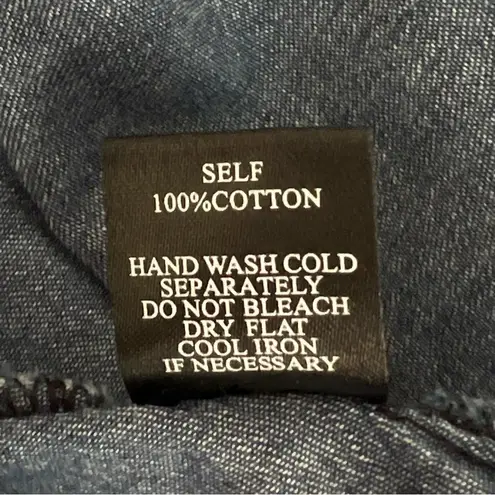 SELF
100%COTTON
HAND WASH COLD
SEPARATELY
DO NOT BLEACH
DRY FLAT
COOL IRON
IF NECESSARY